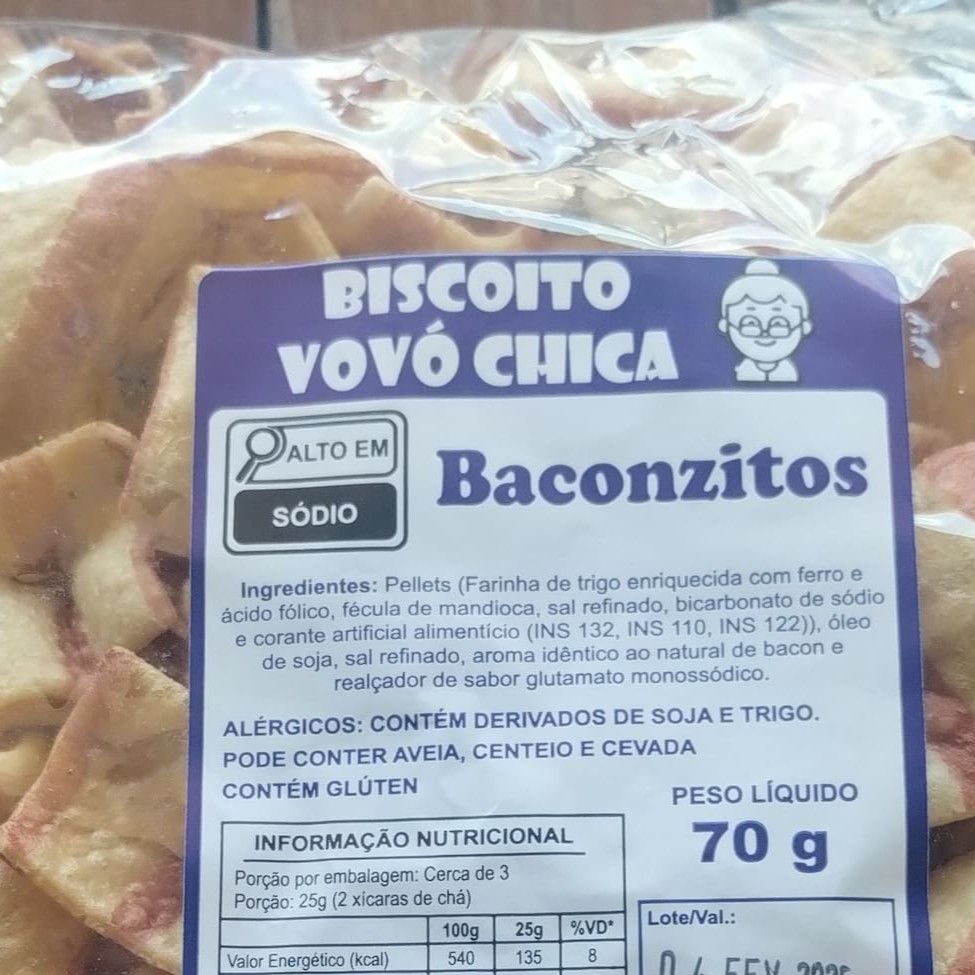 BISCOITO
VOVÓ CHICA
ALTO EM
SÓDIO
Baconzitos
Ingredientes: Pellets (Farinha de trigo enriquecida com ferro e
ácido fólico, fécula de mandioca, sal refinado, bicarbonato de sódio
e corante artificial alimentício (INS 132, INS 110, INS 122)), óleo
de soja, sal refinado, aroma idêntico ao natural de bacon e
realçador de sabor glutamato monossódico.
ALÉRGICOS: CONTÉM DERIVADOS DE SOJA E TRIGO.
PODE CONTER AVEIA, CENTEIO E CEVADA
CONTÉM GLÚTEN
PESO LÍQUIDO
70 g
INFORMAÇÃO NUTRICIONAL
Porção por embalagem: Cerca de 3
Porção: 25g (2 xícaras de chá)
100g 25g %VD*
Valor Energético (kcal) 540 135 8
Lote/Val.:
FEV